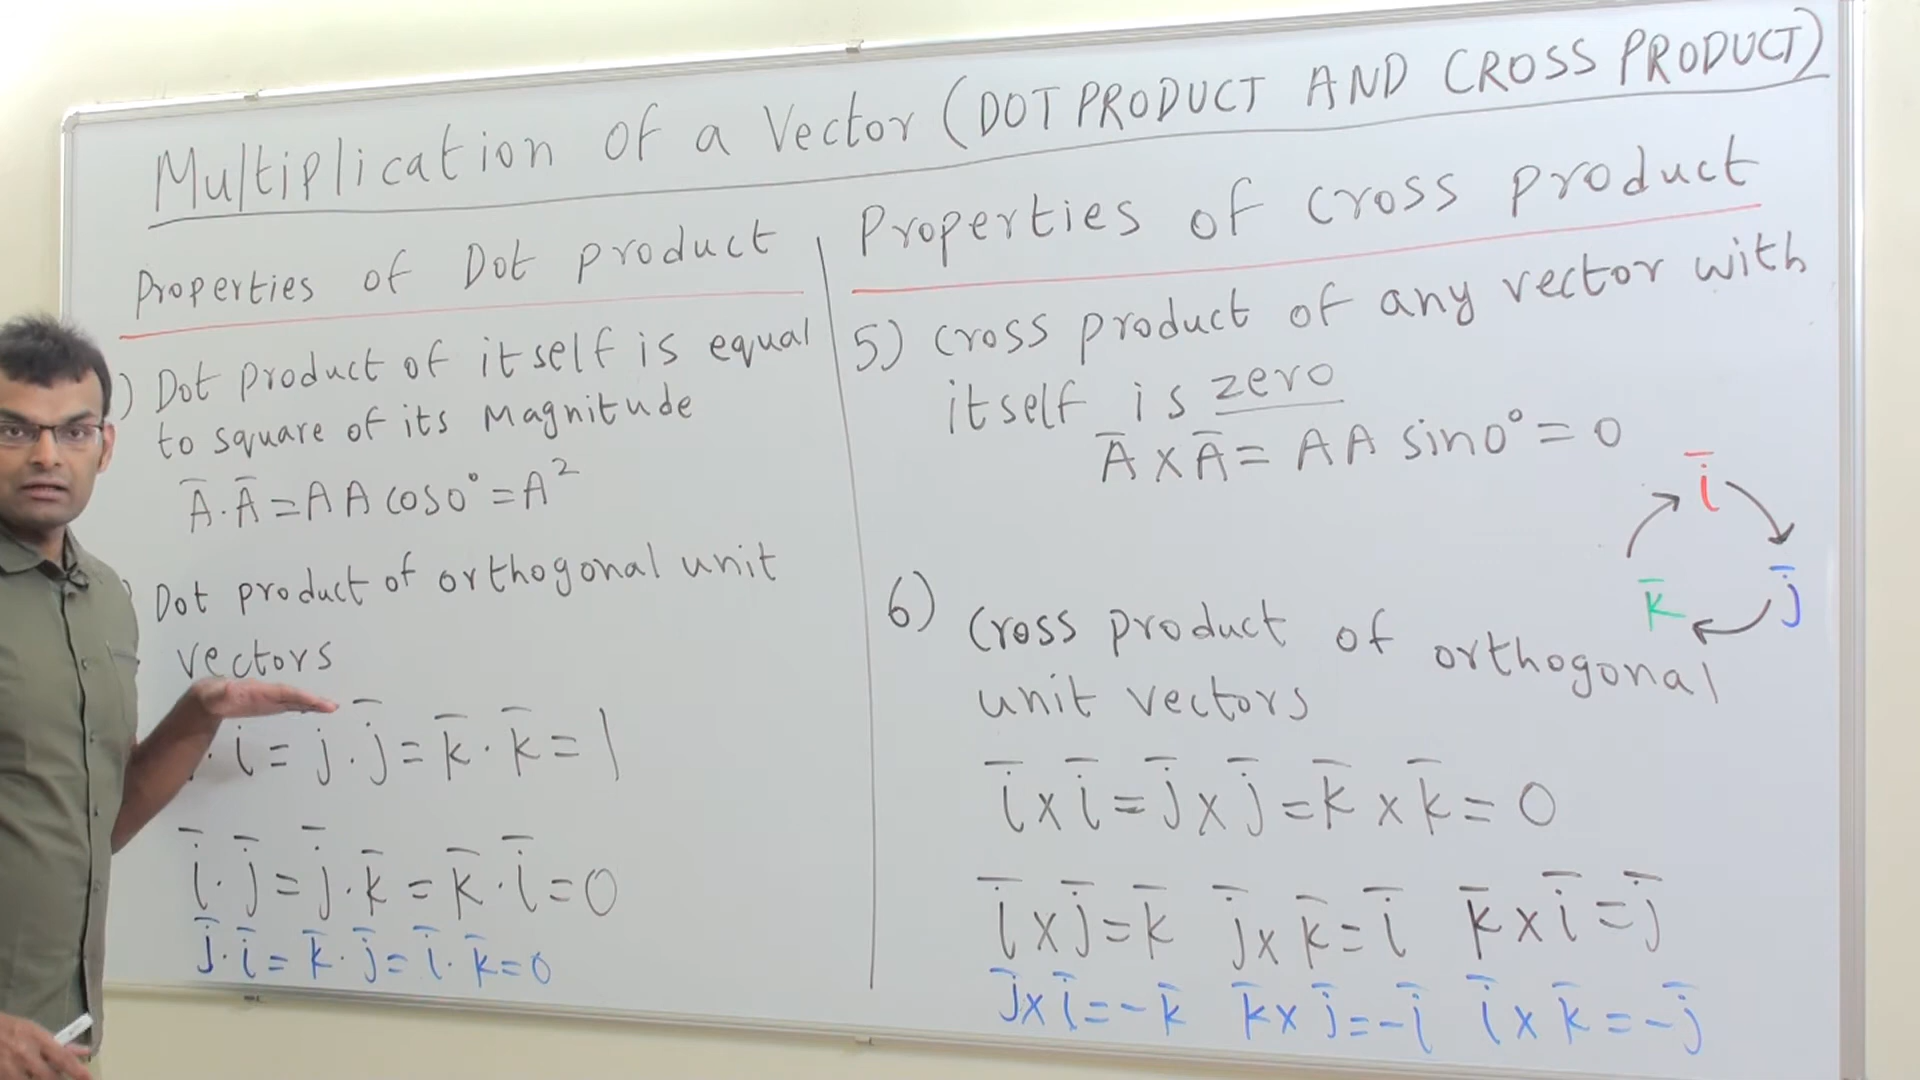 Multiplication of a Vector (DOT PRODUCT AND CROSS PRODUCT)
Properties of Dot product
) Dot product of itself is equal
to square of its Magnitude
A̅.A̅ = A A cos0° = A²
) Dot product of orthogonal unit
vectors
. i = j . j̅ = k̅ . k̅ = 1
i̅ . j̅ = j̅ . k̅ = k̅ . i̅ = 0
j̅ . i̅ = k̅ . j̅ = i̅ . k̅ = 0
Properties of cross product
5) cross product of any vector with
itself is zero
A̅ x A̅ = A A sin0° = 0
i̅
k̅ j̅
6) Cross product of orthogonal
unit vectors
i̅ x i̅ = j̅ x j̅ = k̅ x k̅ = 0
i̅ x j̅ = k̅ j̅ x k̅ = i̅ k̅ x i̅ = j̅
j̅ x i̅ = -k̅ k̅ x j̅ = -i̅ i̅ x k̅ = -j̅